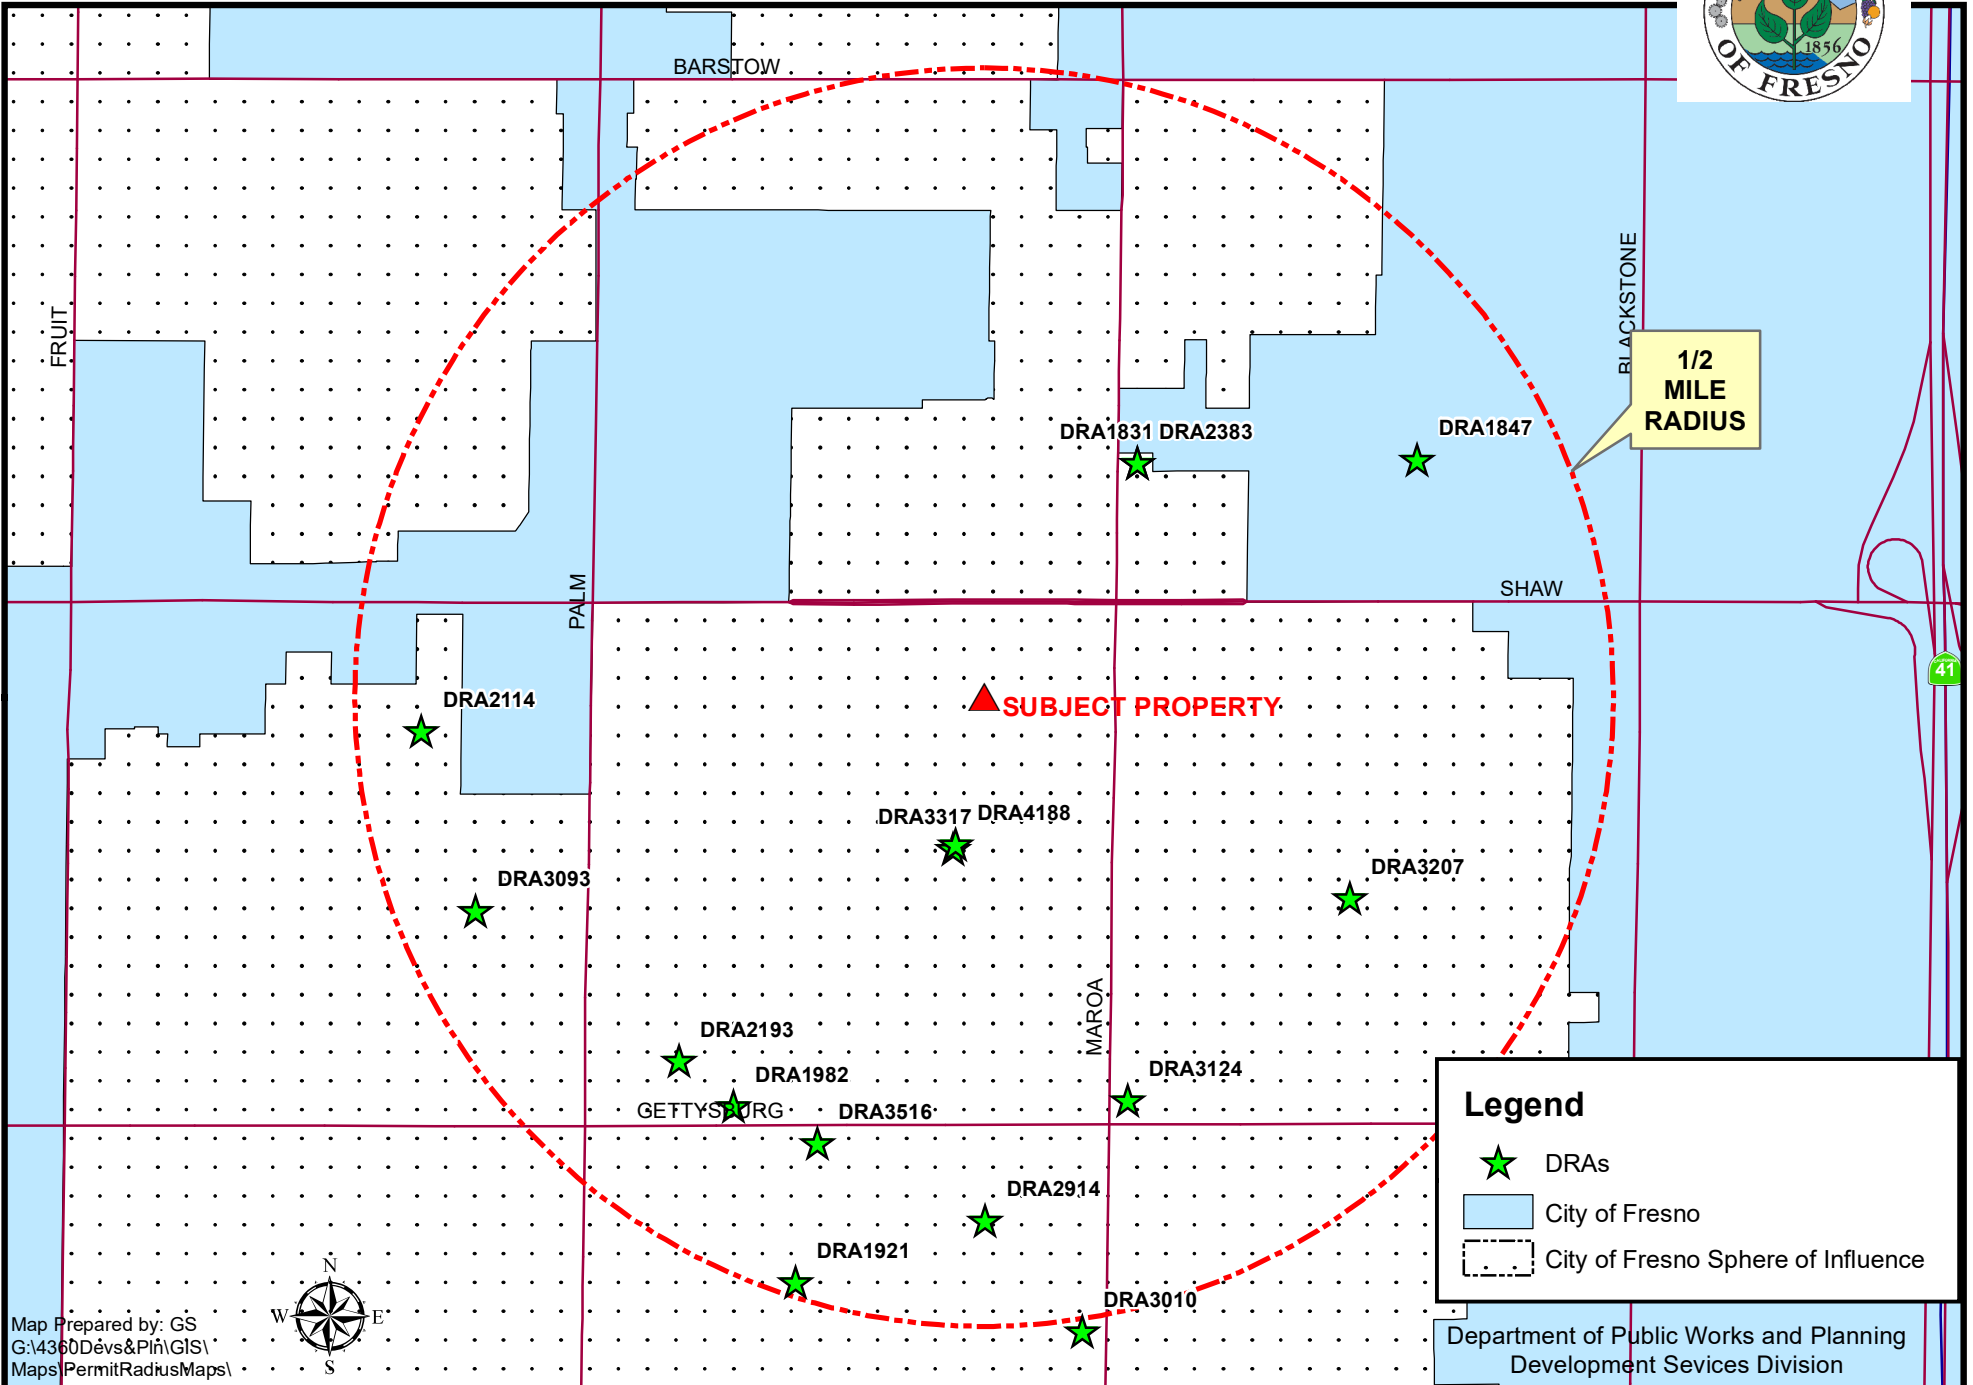 1856
OF FRESNO
BARSTOW
FRUIT
BLACKSTONE
1/2
MILE
RADIUS
DRA1831 DRA2383
DRA1847
PALM
SHAW
41
DRA2114
SUBJECT PROPERTY
DRA3317 DRA4188
DRA3207
DRA3093
MAROA
DRA2193
DRA1982
DRA3124
GETTYSBURG
DRA3516
DRA2914
DRA1921
DRA3010
Legend
DRAs
City of Fresno
City of Fresno Sphere of Influence
N
W E
S
Map Prepared by: GS
G:\4360Devs&Pln\GIS\
Maps\PermitRadiusMaps\
Department of Public Works and Planning
Development Sevices Division